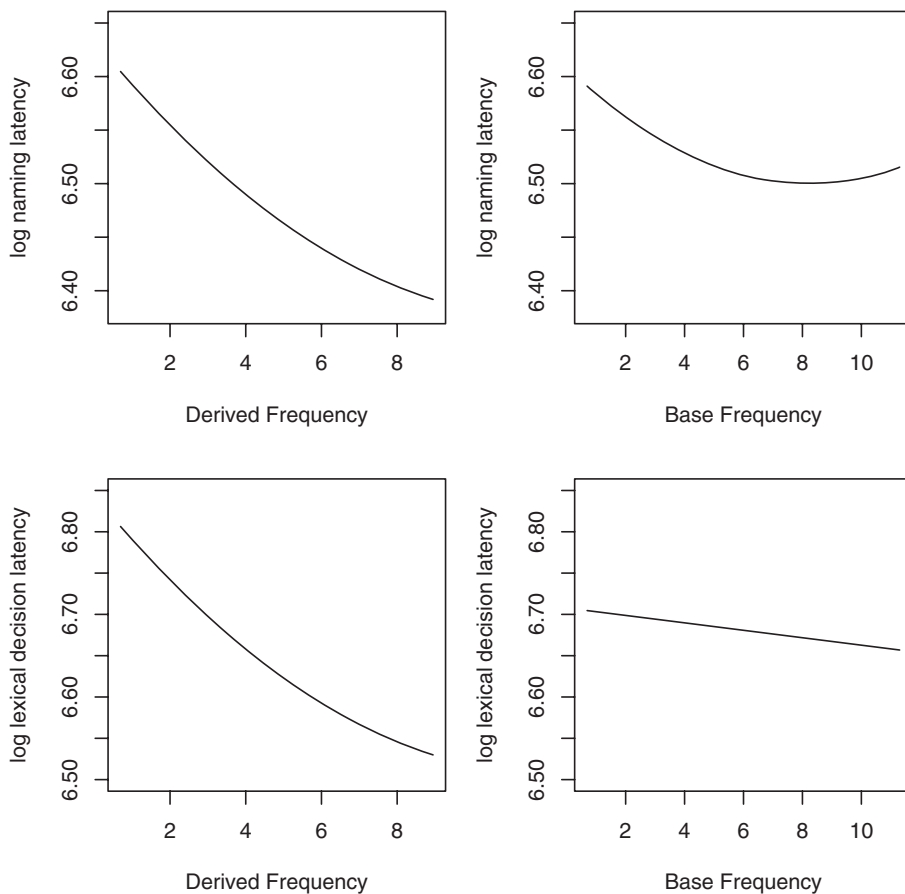 log naming latency
6.60
6.50
6.40
2 4 6 8
Derived Frequency
log naming latency
6.60
6.50
6.40
2 4 6 8 10
Base Frequency
log lexical decision latency
6.80
6.70
6.60
6.50
2 4 6 8
Derived Frequency
log lexical decision latency
6.80
6.70
6.60
6.50
2 4 6 8 10
Base Frequency